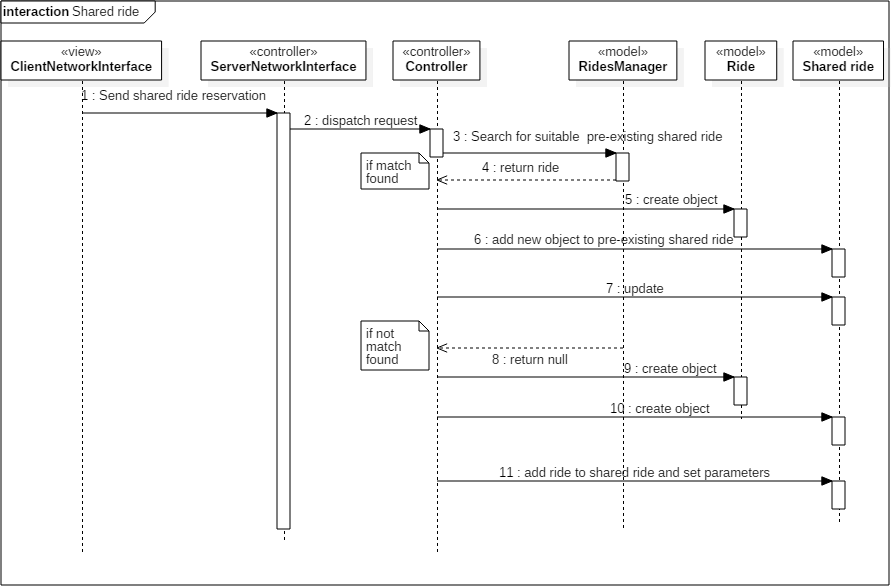 interaction Shared ride
«view»
ClientNetworkInterface
«controller»
ServerNetworkInterface
«controller»
Controller
«model»
RidesManager
«model»
Ride
«model»
Shared ride
1 : Send shared ride reservation
2 : dispatch request
3 : Search for suitable pre-existing shared ride
if match
found
4 : return ride
5 : create object
6 : add new object to pre-existing shared ride
7 : update
if not
match
found
8 : return null
9 : create object
10 : create object
11 : add ride to shared ride and set parameters